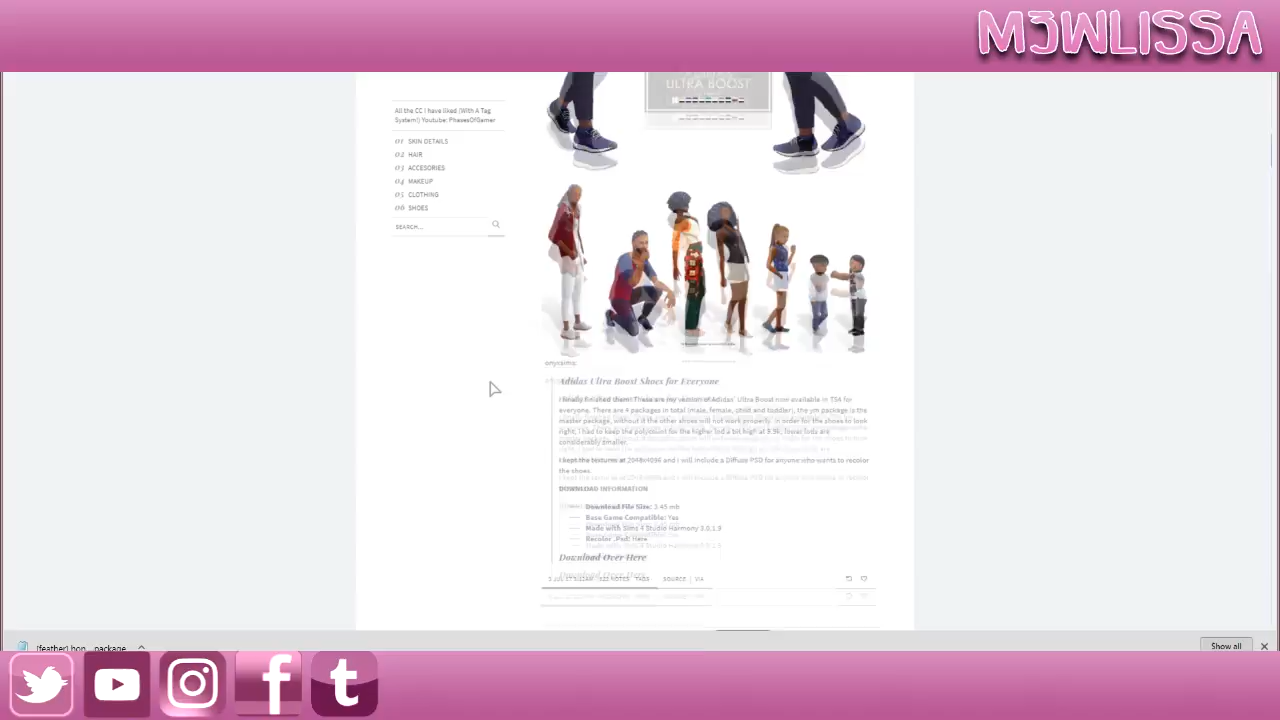 M3WLISSA
ULTRA BOOST
All the CC I have liked (With A Tag
System!) Youtube: PhasesOfGamer
01 SKIN DETAILS
02 HAIR
03 ACCESORIES
04 MAKEUP
05 CLOTHING
06 SHOES
SEARCH...
onyxsims:
Adidas Ultra Boost Shoes for Everyone
I finally finished them! These are my version of Adidas' Ultra Boost now available in TS4 for
everyone. There are 4 packages in total (male, female, child and toddler), the ym package is the
master package, without it the other shoes will not work properly. In order for the shoes to look
right, I had to keep the polycount for the higher lod a bit high at 8.9k, lower lods are
considerably smaller.
I kept the textures at 2048x4096 and I will include a Diffuse PSD for anyone who wants to recolor
the shoes.
DOWNLOAD INFORMATION
Download File Size: 3.45 mb
Base Game Compatible: Yes
Made with Sims 4 Studio Harmony 3.0.1.9
Recolor .Psd: Here
Download Over Here
NOTES TAGS SOURCE | VIA
(feather) hon....package
Show all